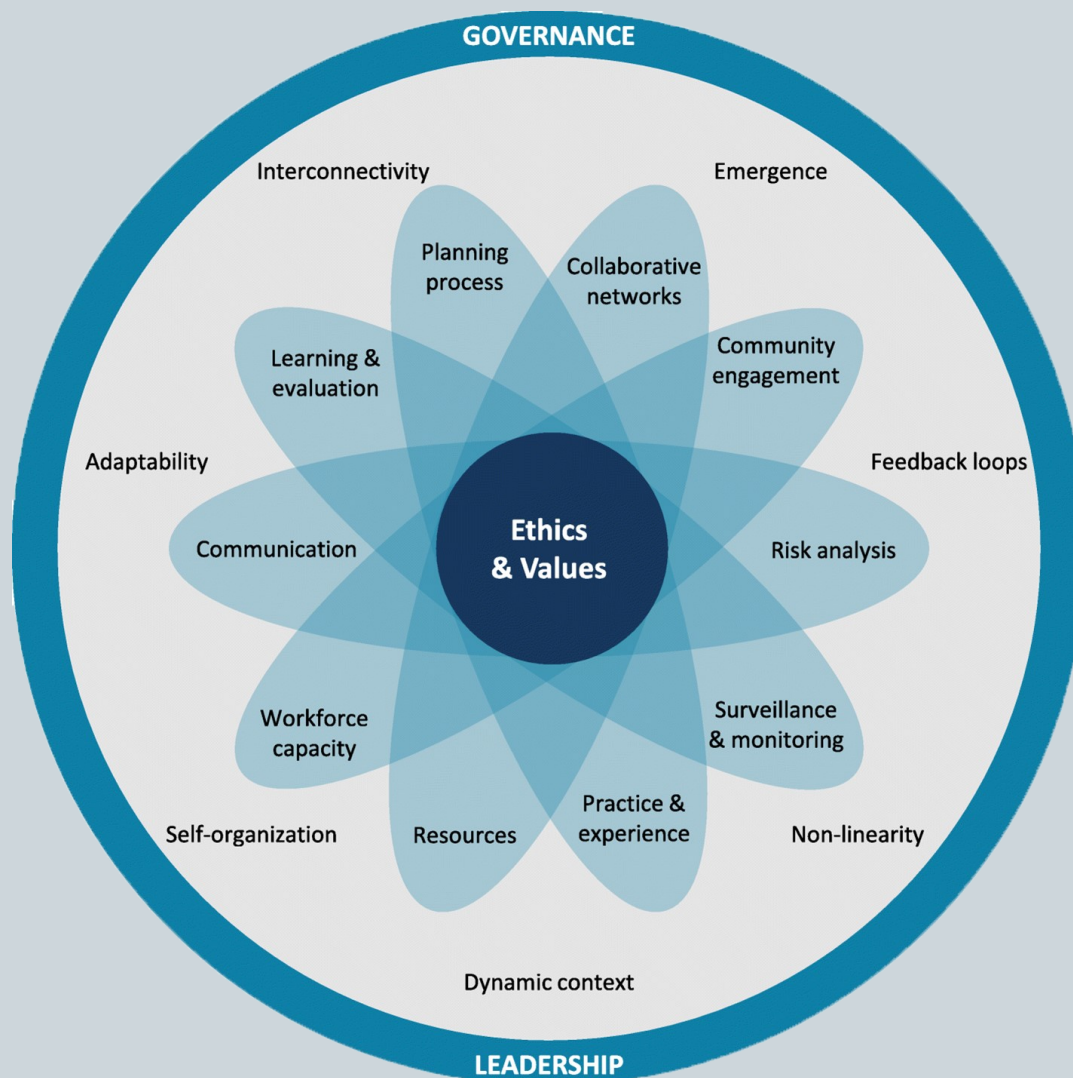 GOVERNANCE
Interconnectivity
Emergence
Planning
process
Collaborative
networks
Learning &
evaluation
Community
engagement
Adaptability
Feedback loops
Communication
Ethics
& Values
Risk analysis
Workforce
capacity
Surveillance
& monitoring
Self-organization
Resources
Practice &
experience
Non-linearity
Dynamic context
LEADERSHIP